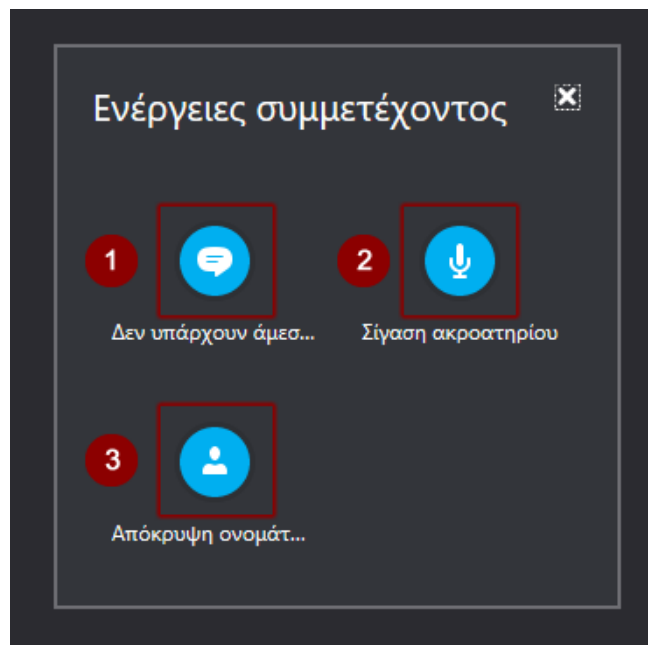 Ενέργειες συμμετέχοντος
1
2
Δεν υπάρχουν άμεσ...
Σίγαση ακροατηρίου
3
Απόκρυψη ονομάτ...